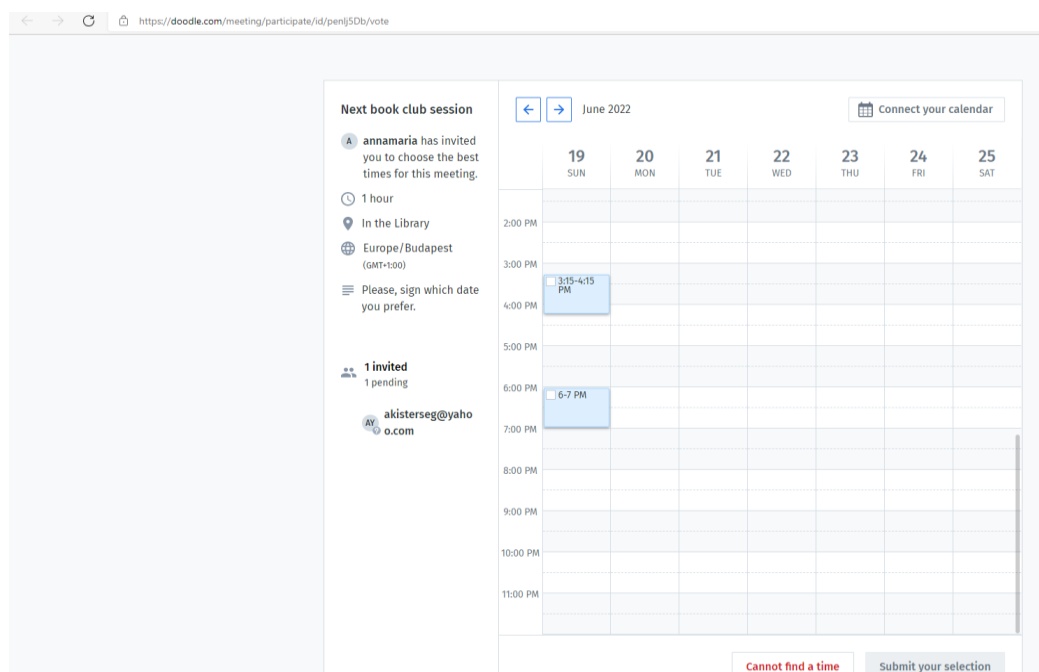 https://doodle.com/meeting/participate/id/penlj5Db/vote
Next book club session
A annamaria has invited
you to choose the best
times for this meeting.
1 hour
In the Library
Europe/Budapest
(GMT+1:00)
Please, sign which date
you prefer.
1 invited
1 pending
AY
akisterseg@yaho
o.com
June 2022
Connect your calendar
19 20 21 22 23 24 25
SUN MON TUE WED THU FRI SAT
2:00 PM
3:00 PM
3:15-4:15
PM
4:00 PM
5:00 PM
6:00 PM
6-7 PM
7:00 PM
8:00 PM
9:00 PM
10:00 PM
11:00 PM
Cannot find a time
Submit your selection